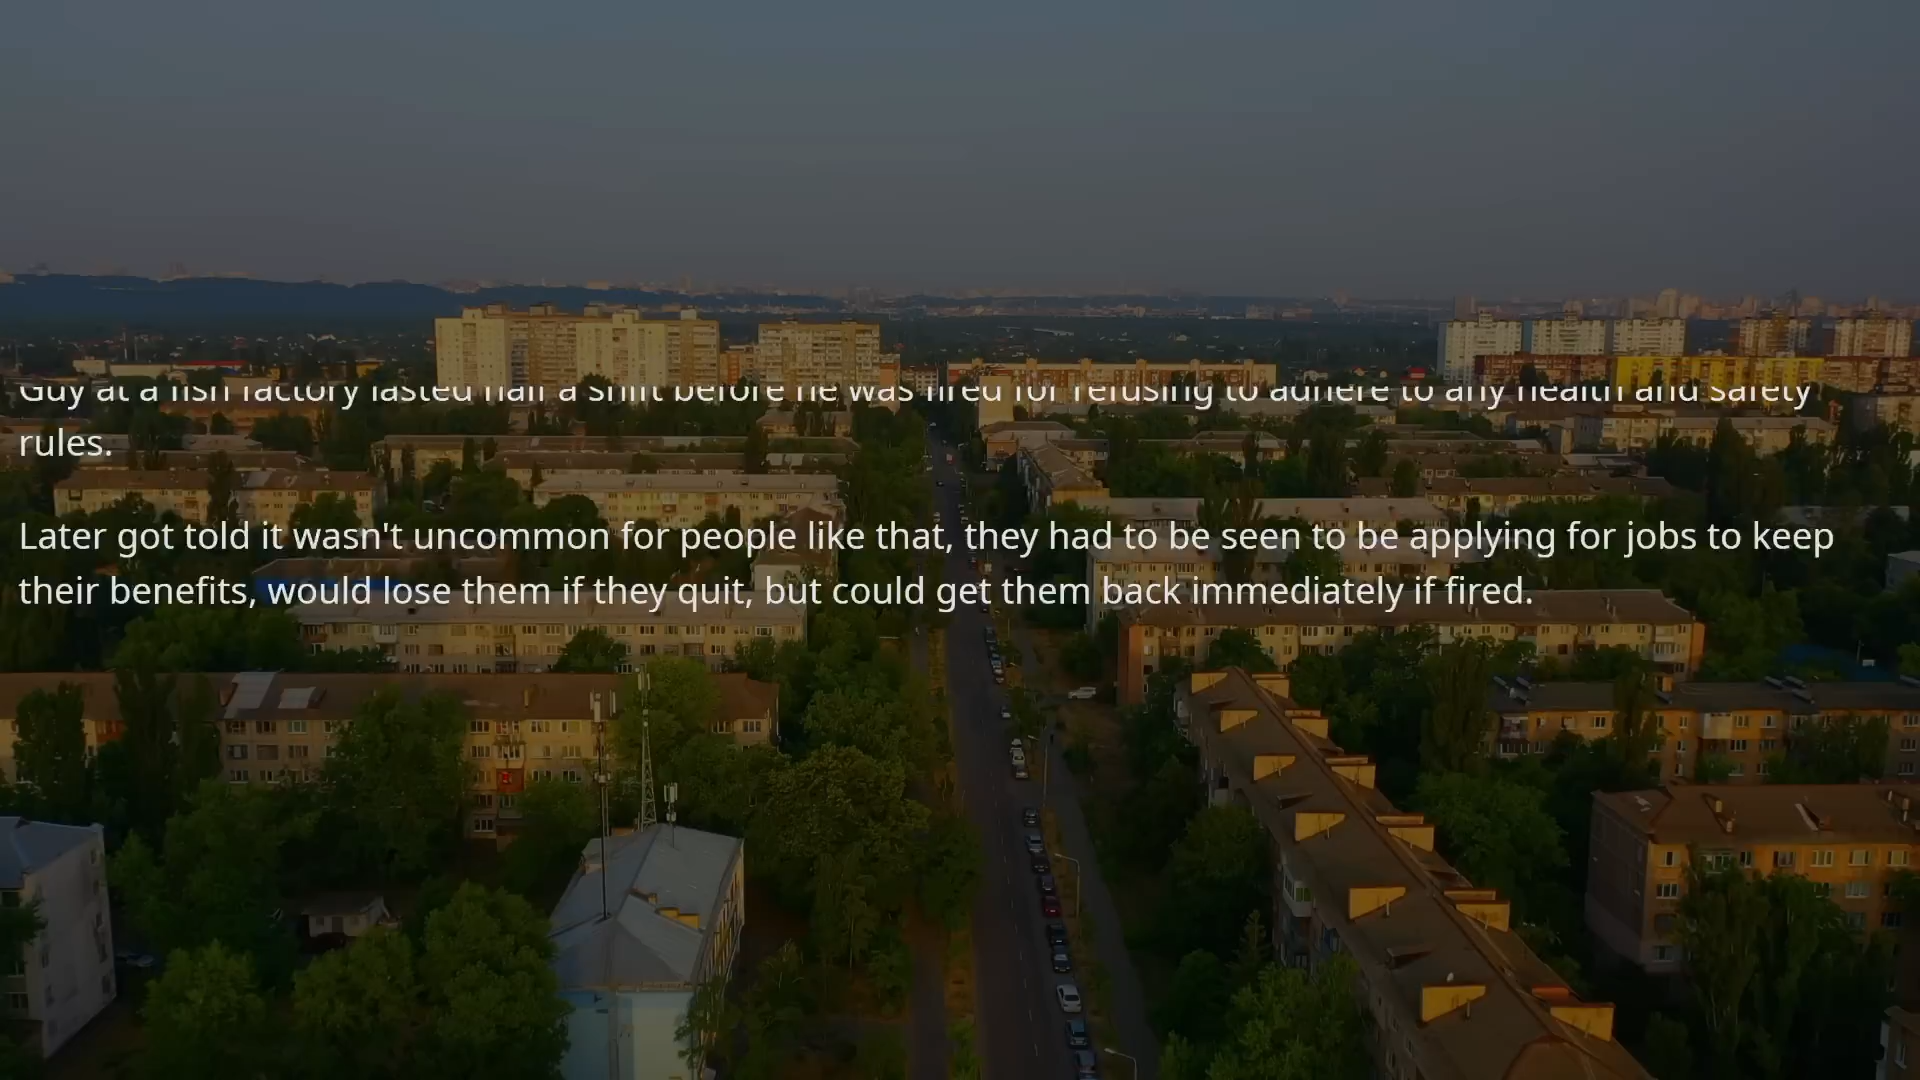 Guy at a fish factory lasted half a shift before he was fired for refusing to adhere to any health and safety
rules.
Later got told it wasn't uncommon for people like that, they had to be seen to be applying for jobs to keep
their benefits, would lose them if they quit, but could get them back immediately if fired.